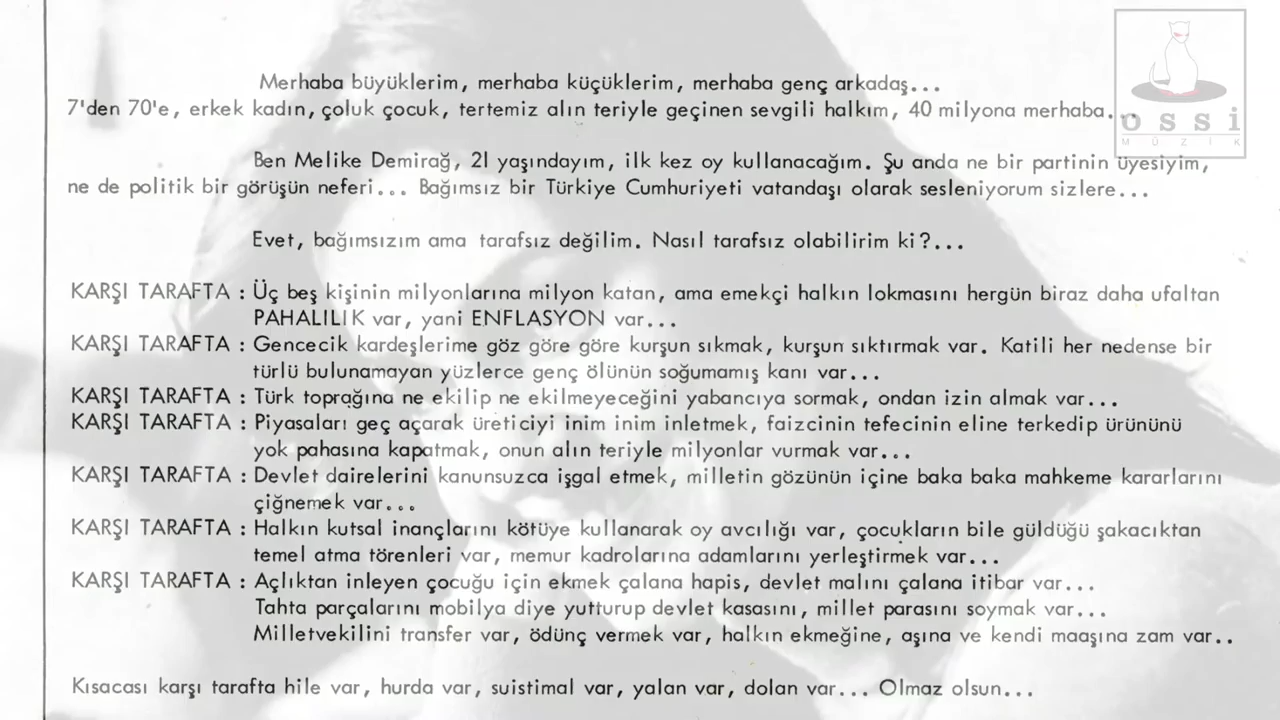 Merhaba büyüklerim, merhaba küçüklerim, merhaba genç arkadaş...
7'den 70'e, erkek kadın, çoluk çocuk, tertemiz alın teriyle geçinen sevgili halkım, 40 milyona merhaba...
ossi
MÜZİK
Ben Melike Demirağ, 21 yaşındayım, ilk kez oy kullanacağım. Şu anda ne bir partinin üyesiyim,
ne de politik bir görüşün neferi... Bağımsız bir Türkiye Cumhuriyeti vatandaşı olarak sesleniyorum sizlere...
Evet, bağımsızım ama tarafsız değilim. Nasıl tarafsız olabilirim ki?...
KARŞI TARAFTA : Üç beş kişinin milyonlarına milyon katan, ama emekçi halkın lokmasını hergün biraz daha ufaltan
PAHALILIK var, yani ENFLASYON var...
KARŞI TARAFTA : Gencecik kardeşlerime göz göre göre kurşun sıkmak, kurşun sıktırmak var. Katili her nedense bir
türlü bulunamayan yüzlerce genç ölünün soğumamış kanı var...
KARŞI TARAFTA : Türk toprağına ne ekilip ne ekilmeyeceğini yabancıya sormak, ondan izin almak var...
KARŞI TARAFTA : Piyasaları geç açarak üreticiyi inim inim inletmek, faizcinin tefecinin eline terkedip ürününü
yok pahasına kapatmak, onun alın teriyle milyonlar vurmak var...
KARŞI TARAFTA : Devlet dairelerini kanunsuzca işgal etmek, milletin gözünün içine baka baka mahkeme kararlarını
çiğnemek var...
KARŞI TARAFTA : Halkın kutsal inançlarını kötüye kullanarak oy avcılığı var, çocukların bile güldüğü şakacıktan
temel atma törenleri var, memur kadrolarına adamlarını yerleştirmek var...
KARŞI TARAFTA : Açlıktan inleyen çocuğu için ekmek çalana hapis, devlet malını çalana itibar var...
Tahta parçalarını mobilya diye yutturup devlet kasasını, millet parasını soymak var...
Milletvekilini transfer var, ödünç vermek var, halkın ekmeğine, aşına ve kendi maaşına zam var..
Kısacası karşı tarafta hile var, hurda var, suistimal var, yalan var, dolan var... Olmaz olsun...